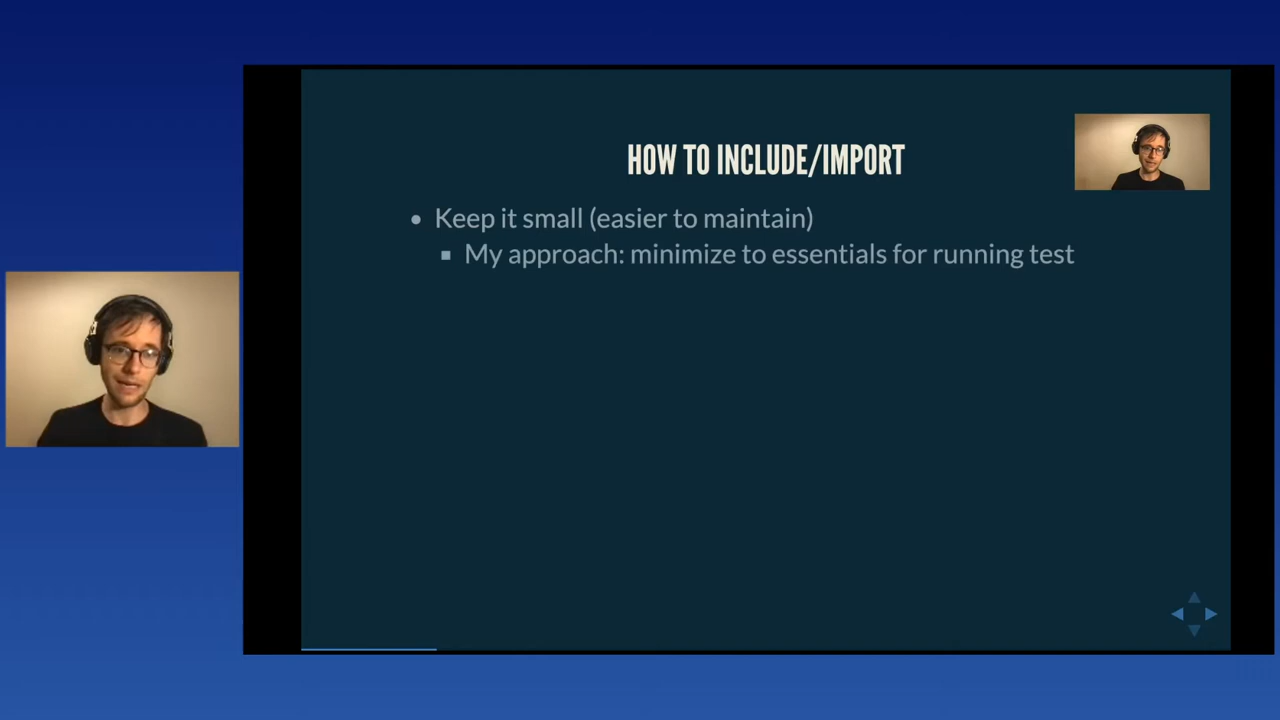 HOW TO INCLUDE/IMPORT
Keep it small (easier to maintain)
My approach: minimize to essentials for running test